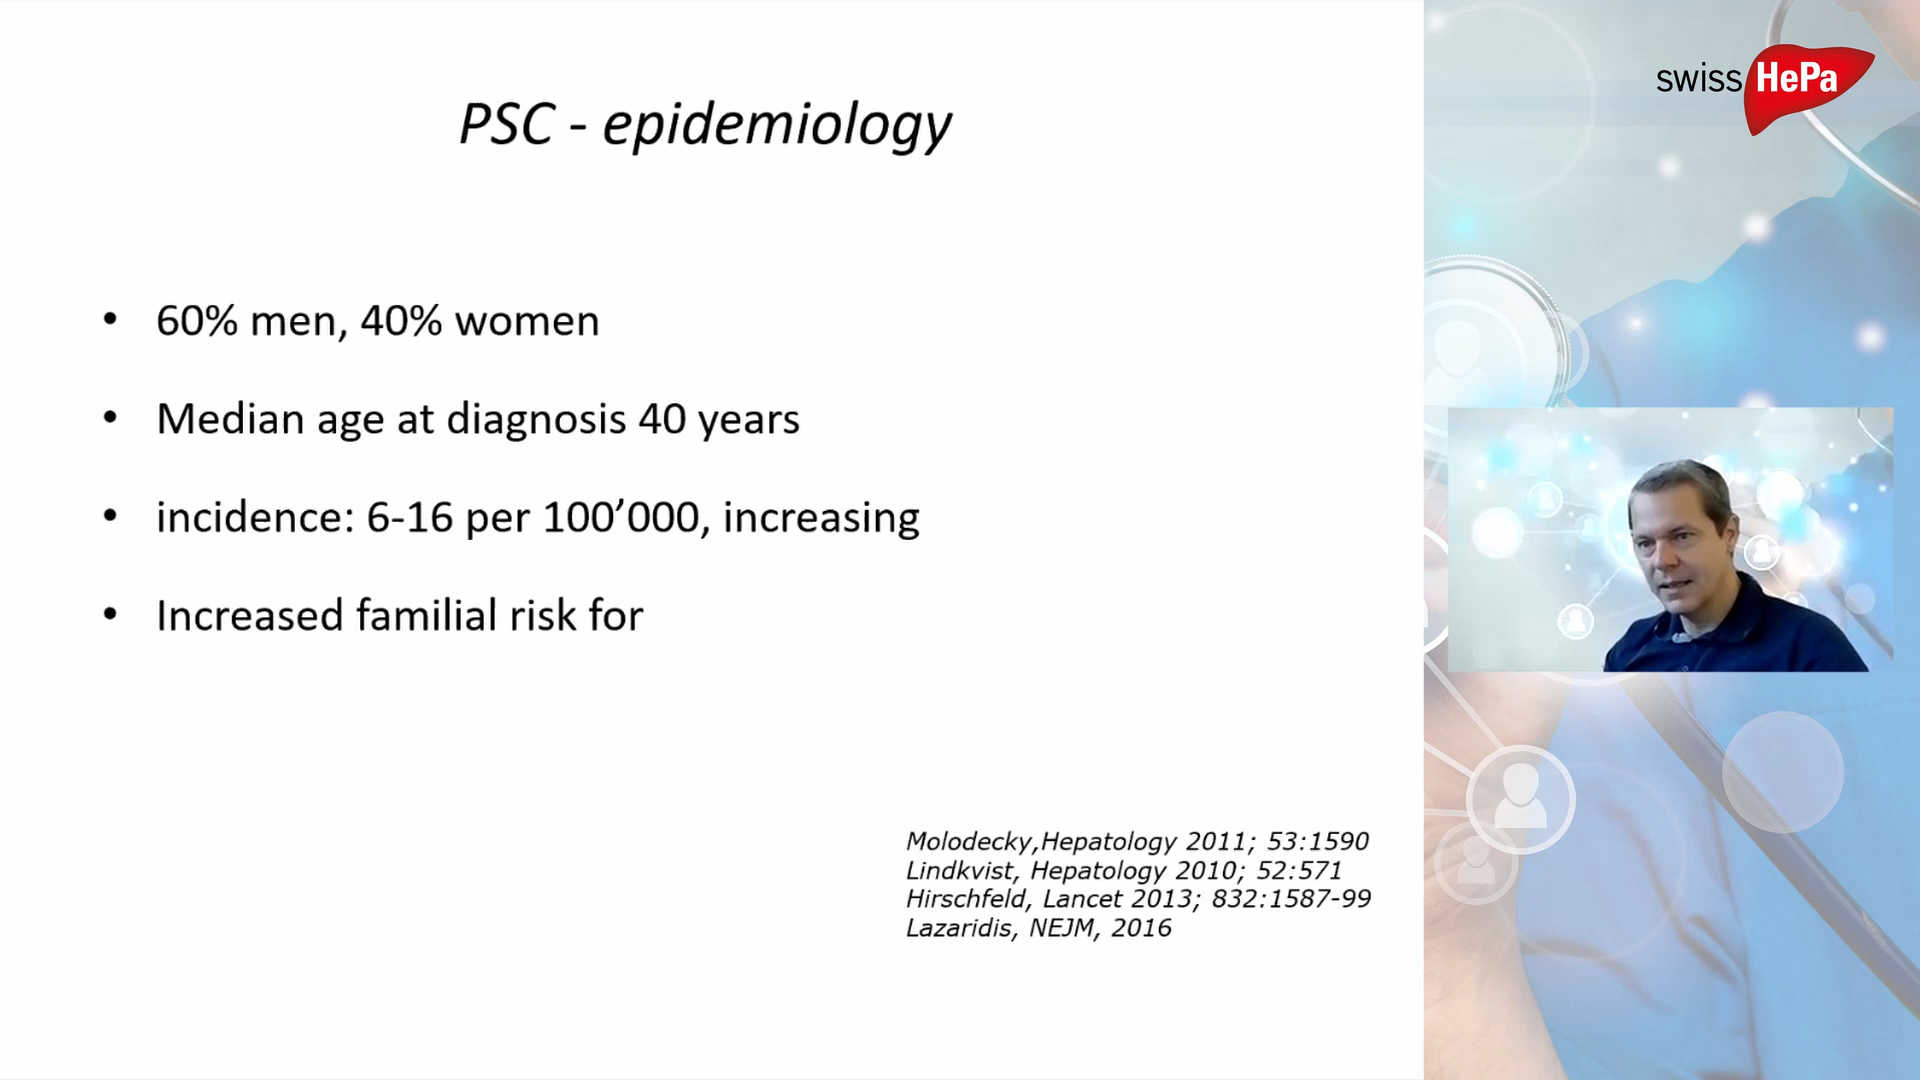 PSC - epidemiology
• 60% men, 40% women
• Median age at diagnosis 40 years
• incidence: 6-16 per 100’000, increasing
• Increased familial risk for
Molodecky,Hepatology 2011; 53:1590
Lindkvist, Hepatology 2010; 52:571
Hirschfeld, Lancet 2013; 832:1587-99
Lazaridis, NEJM, 2016
swiss HePa